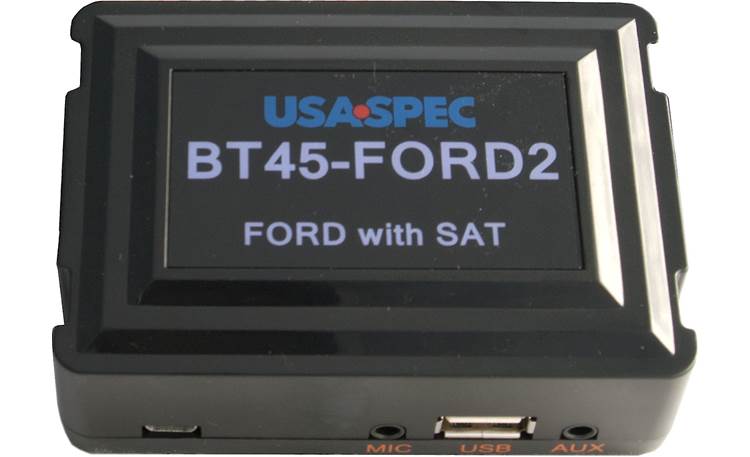 USA SPEC
BT45-FORD2
FORD with SAT
MIC USB AUX